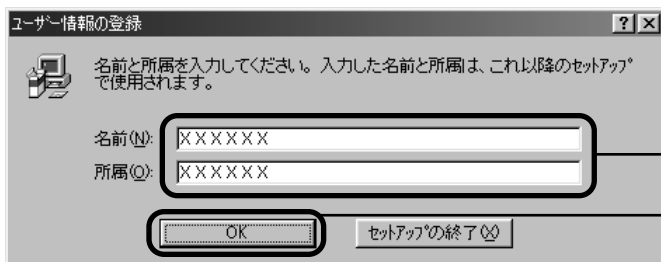 ユーザー情報の登録
名前と所属を入力してください。入力した名前と所属は、これ以降のセットアップ
で使用されます。
名前(N): XXXXXX
所属(O): XXXXXX
OK セットアップの終了(X)